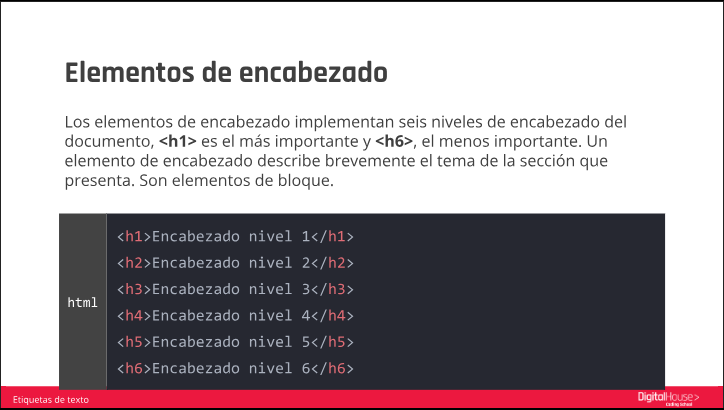 Elementos de encabezado
Los elementos de encabezado implementan seis niveles de encabezado del
documento, <h1> es el más importante y <h6>, el menos importante. Un
elemento de encabezado describe brevemente el tema de la sección que
presenta. Son elementos de bloque.
html
<h1>Encabezado nivel 1</h1>
<h2>Encabezado nivel 2</h2>
<h3>Encabezado nivel 3</h3>
<h4>Encabezado nivel 4</h4>
<h5>Encabezado nivel 5</h5>
<h6>Encabezado nivel 6</h6>
Etiquetas de texto
DigitalHouse>
Coding School